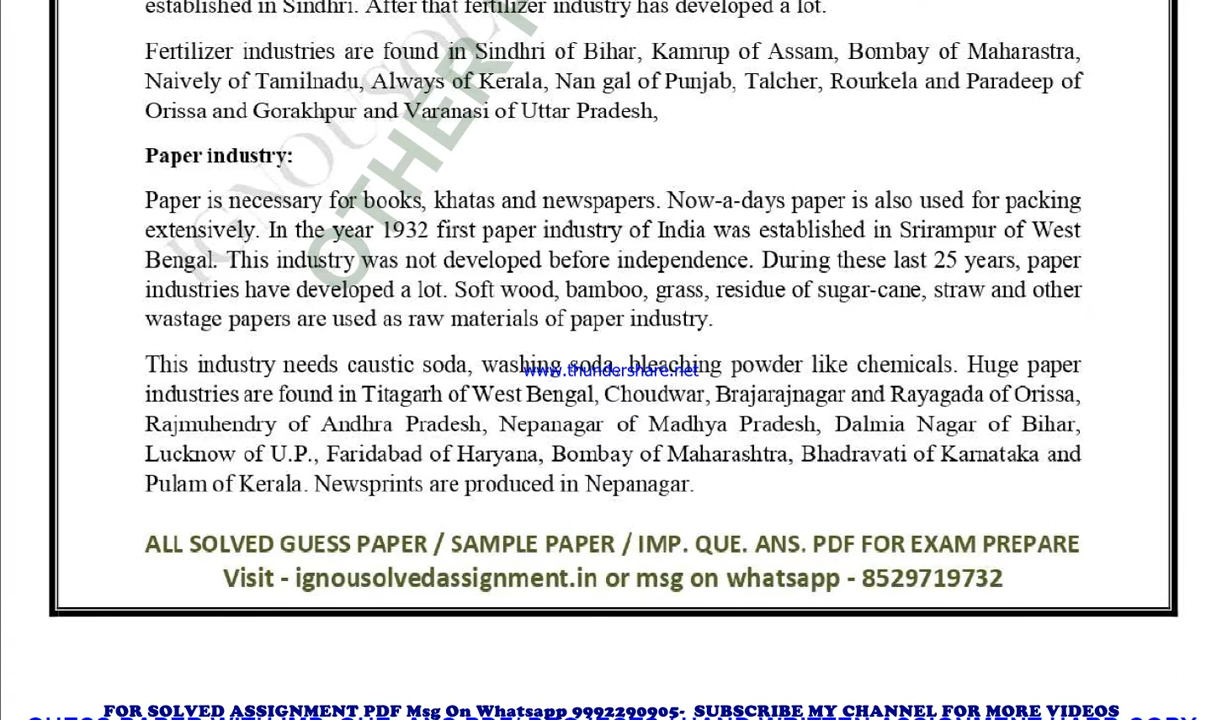 established in Sindhri. After that fertilizer industry has developed a lot.
Fertilizer industries are found in Sindhri of Bihar, Kamrup of Assam, Bombay of Maharastra,
Naively of Tamilnadu, Always of Kerala, Nan gal of Punjab, Talcher, Rourkela and Paradeep of
Orissa and Gorakhpur and Varanasi of Uttar Pradesh,
Paper industry:
Paper is necessary for books, khatas and newspapers. Now-a-days paper is also used for packing
extensively. In the year 1932 first paper industry of India was established in Srirampur of West
Bengal. This industry was not developed before independence. During these last 25 years, paper
industries have developed a lot. Soft wood, bamboo, grass, residue of sugar-cane, straw and other
wastage papers are used as raw materials of paper industry.
This industry needs caustic soda, washing soda, bleaching powder like chemicals. Huge paper
www.thundershare.net
industries are found in Titagarh of West Bengal, Choudwar, Brajarajnagar and Rayagada of Orissa,
Rajmuhendry of Andhra Pradesh, Nepanagar of Madhya Pradesh, Dalmia Nagar of Bihar,
Lucknow of U.P., Faridabad of Haryana, Bombay of Maharashtra, Bhadravati of Karnataka and
Pulam of Kerala. Newsprints are produced in Nepanagar.
ALL SOLVED GUESS PAPER / SAMPLE PAPER / IMP. QUE. ANS. PDF FOR EXAM PREPARE
Visit - ignousolvedassignment.in or msg on whatsapp - 8529719732
FOR SOLVED ASSIGNMENT PDF Msg On Whatsapp 9992290905- SUBSCRIBE MY CHANNEL FOR MORE VIDEOS